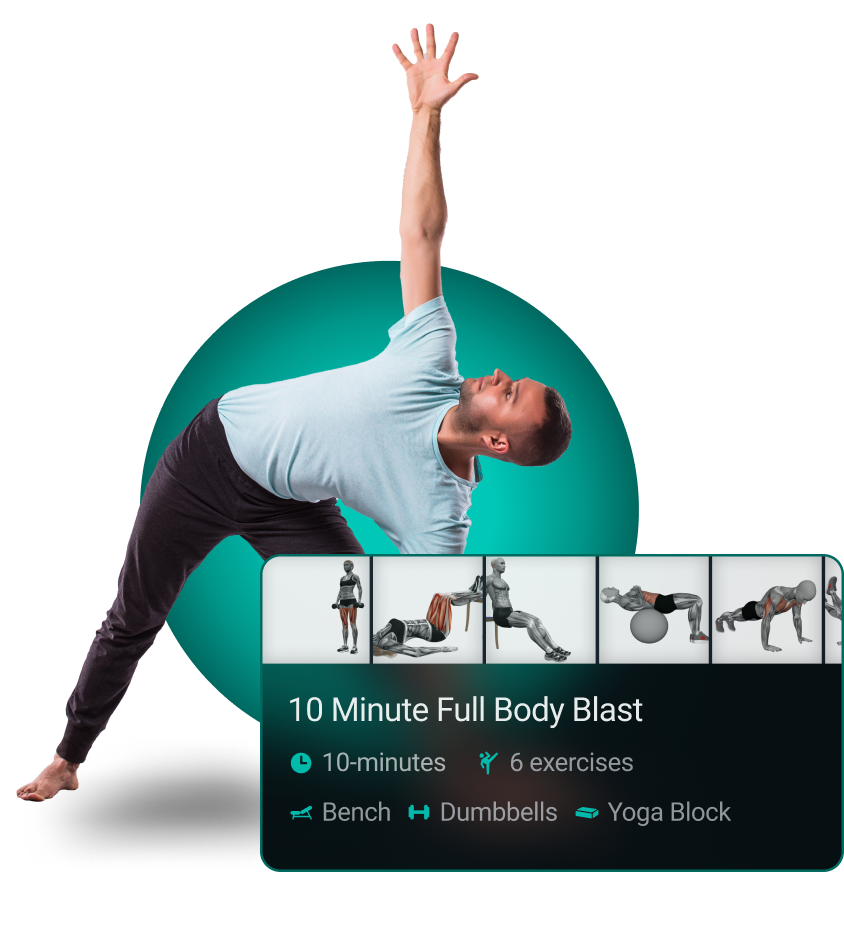 10 Minute Full Body Blast
10-minutes 6 exercises
Bench Dumbbells Yoga Block